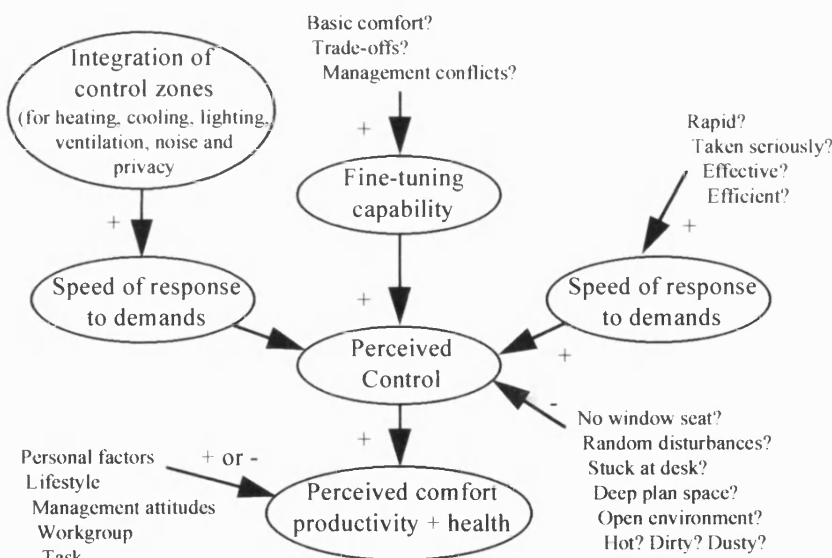 Integration of
control zones
(for heating, cooling, lighting,
ventilation, noise and
privacy
+
Speed of response
to demands
Basic comfort?
Trade-offs?
Management conflicts?
+
Fine-tuning
capability
+
Rapid?
Taken seriously?
Effective?
Efficient?
+
Speed of response
to demands
+
Perceived
Control
-
No window seat?
Random disturbances?
Stuck at desk?
Deep plan space?
Open environment?
Hot? Dirty? Dusty?
+
Personal factors
Lifestyle
Management attitudes
Workgroup
Task
+ or -
Perceived comfort
productivity + health